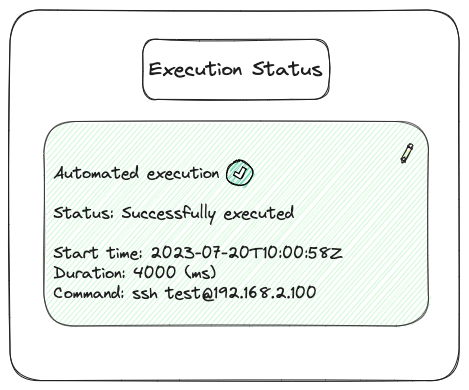 Execution Status
Automated execution
Status: Successfully executed
Start time: 2023-07-20T10:00:58Z
Duration: 4000 (ms)
Command: ssh test@192.168.2.100